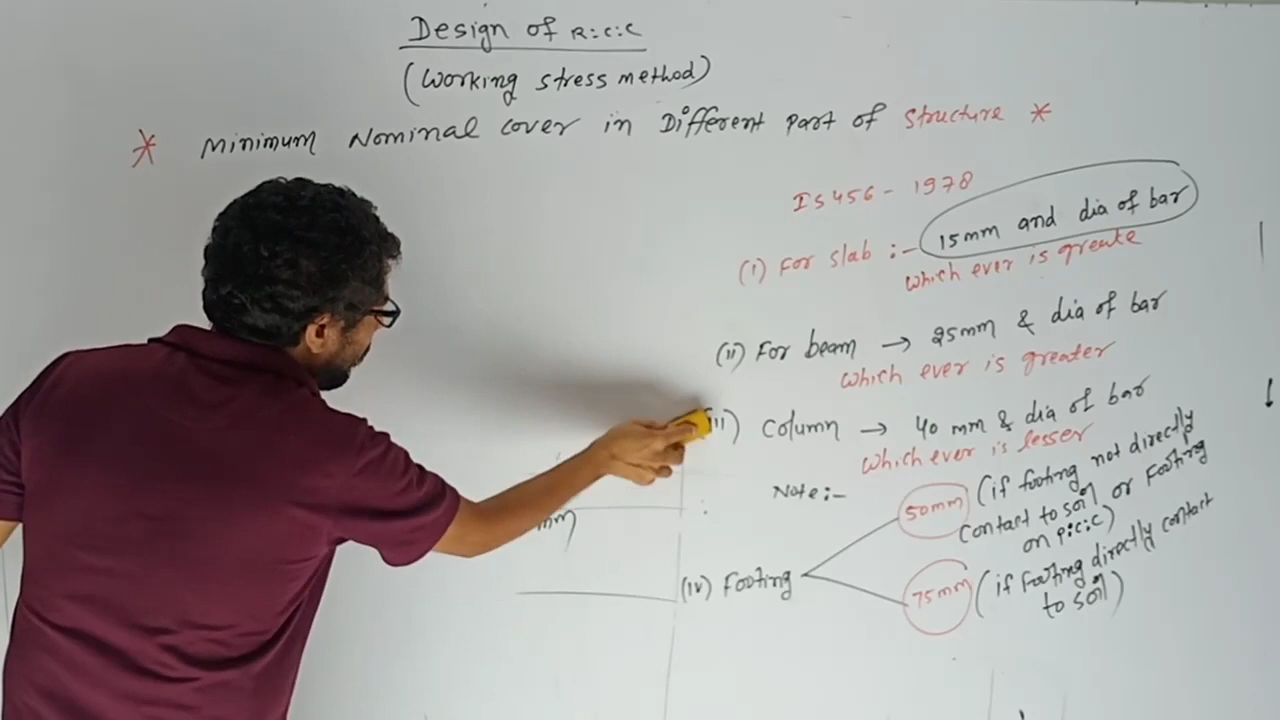 Design of R.C.C
(Working stress method)
* Minimum Nominal cover in Different part of structure *
IS456 - 1978
(i) For slab :- 15mm and dia of bar
which ever is greate
(ii) For beam → 25mm & dia of bar
which ever is greater
ii) column → 40 mm & dia of bar
which ever is lesser
Note:-
50mm (if footing not directly
contact to soil or footing
on p.c.c)
(iv) Footing
75mm (if footing directly contact
to soil)
mm